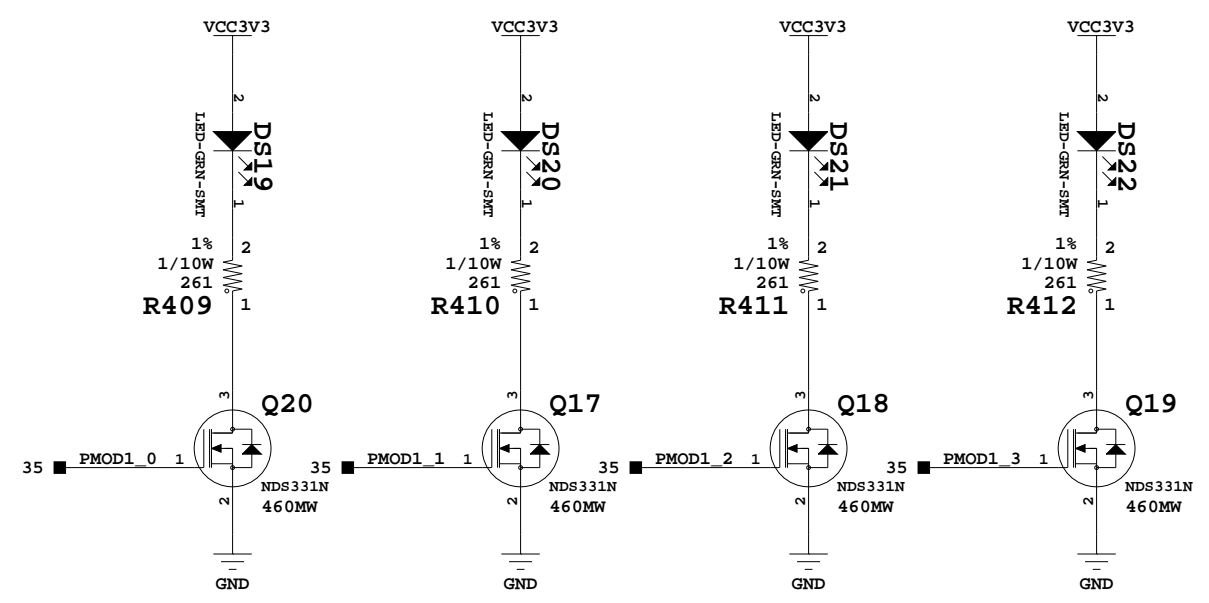 VCC3V3 VCC3V3 VCC3V3 VCC3V3
2 2 2 2
LED-GRN-SMT DS19 LED-GRN-SMT DS20 LED-GRN-SMT DS21 LED-GRN-SMT DS22
1 1 1 1
1% 2 1% 2 1% 2 1% 2
1/10W 1/10W 1/10W 1/10W
261 261 261 261
R409 1 R410 1 R411 1 R412 1
3 3 3 3
Q20 Q17 Q18 Q19
35 PMOD1_0 1 35 PMOD1_1 1 35 PMOD1_2 1 35 PMOD1_3 1
NDS331N NDS331N NDS331N NDS331N
2 460MW 2 460MW 2 460MW 2 460MW
GND GND GND GND